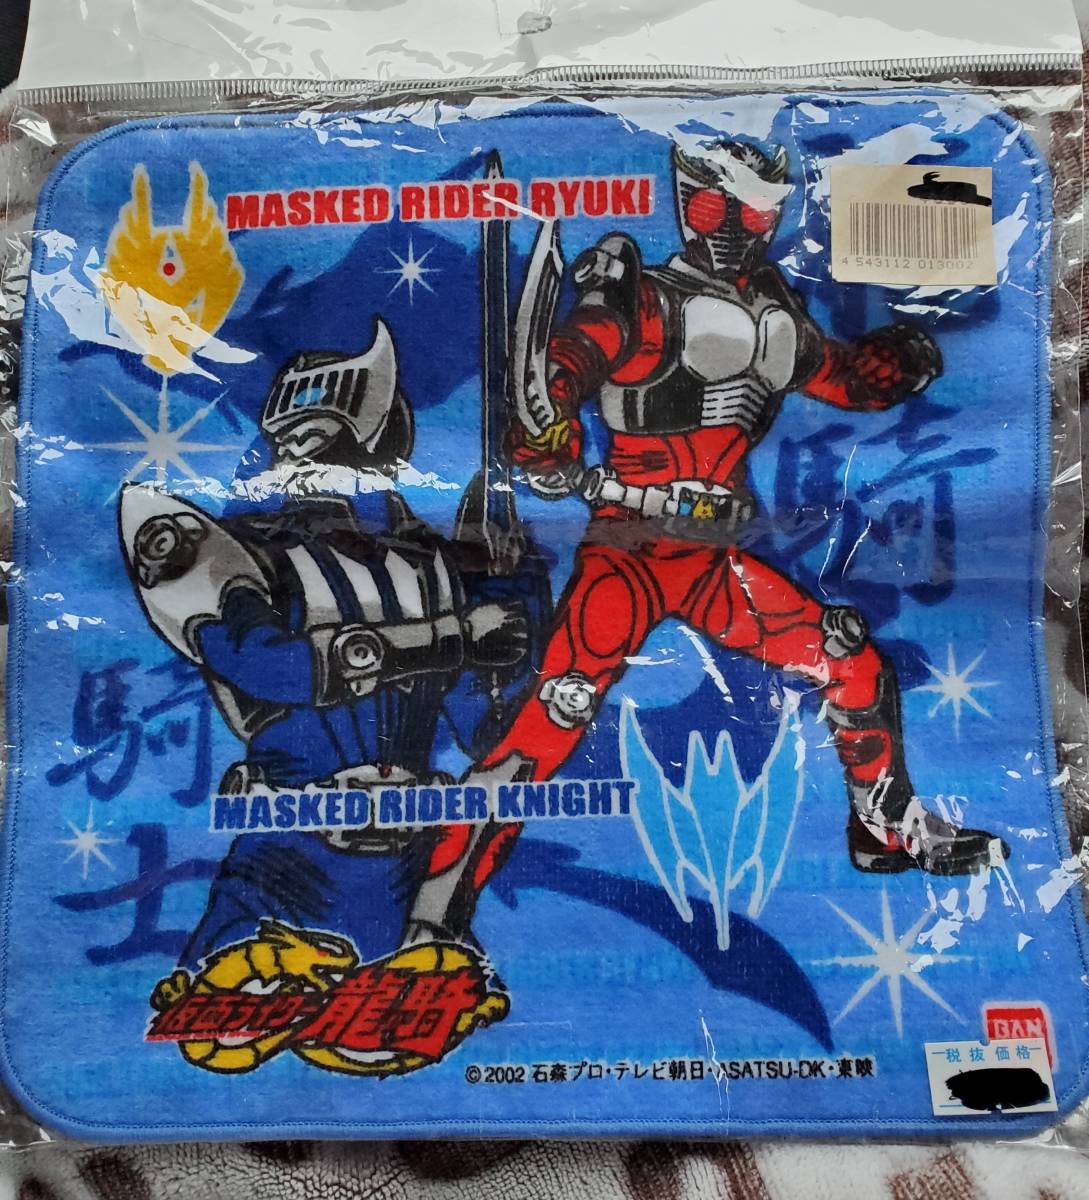 MASKED RIDER RYUKI
4 543112 013002
騎
騎
士
MASKED RIDER KNIGHT
仮面ライダー龍騎
©2002 石森プロ・テレビ朝日・ASATSU-DK・東映
BAN
税抜価格